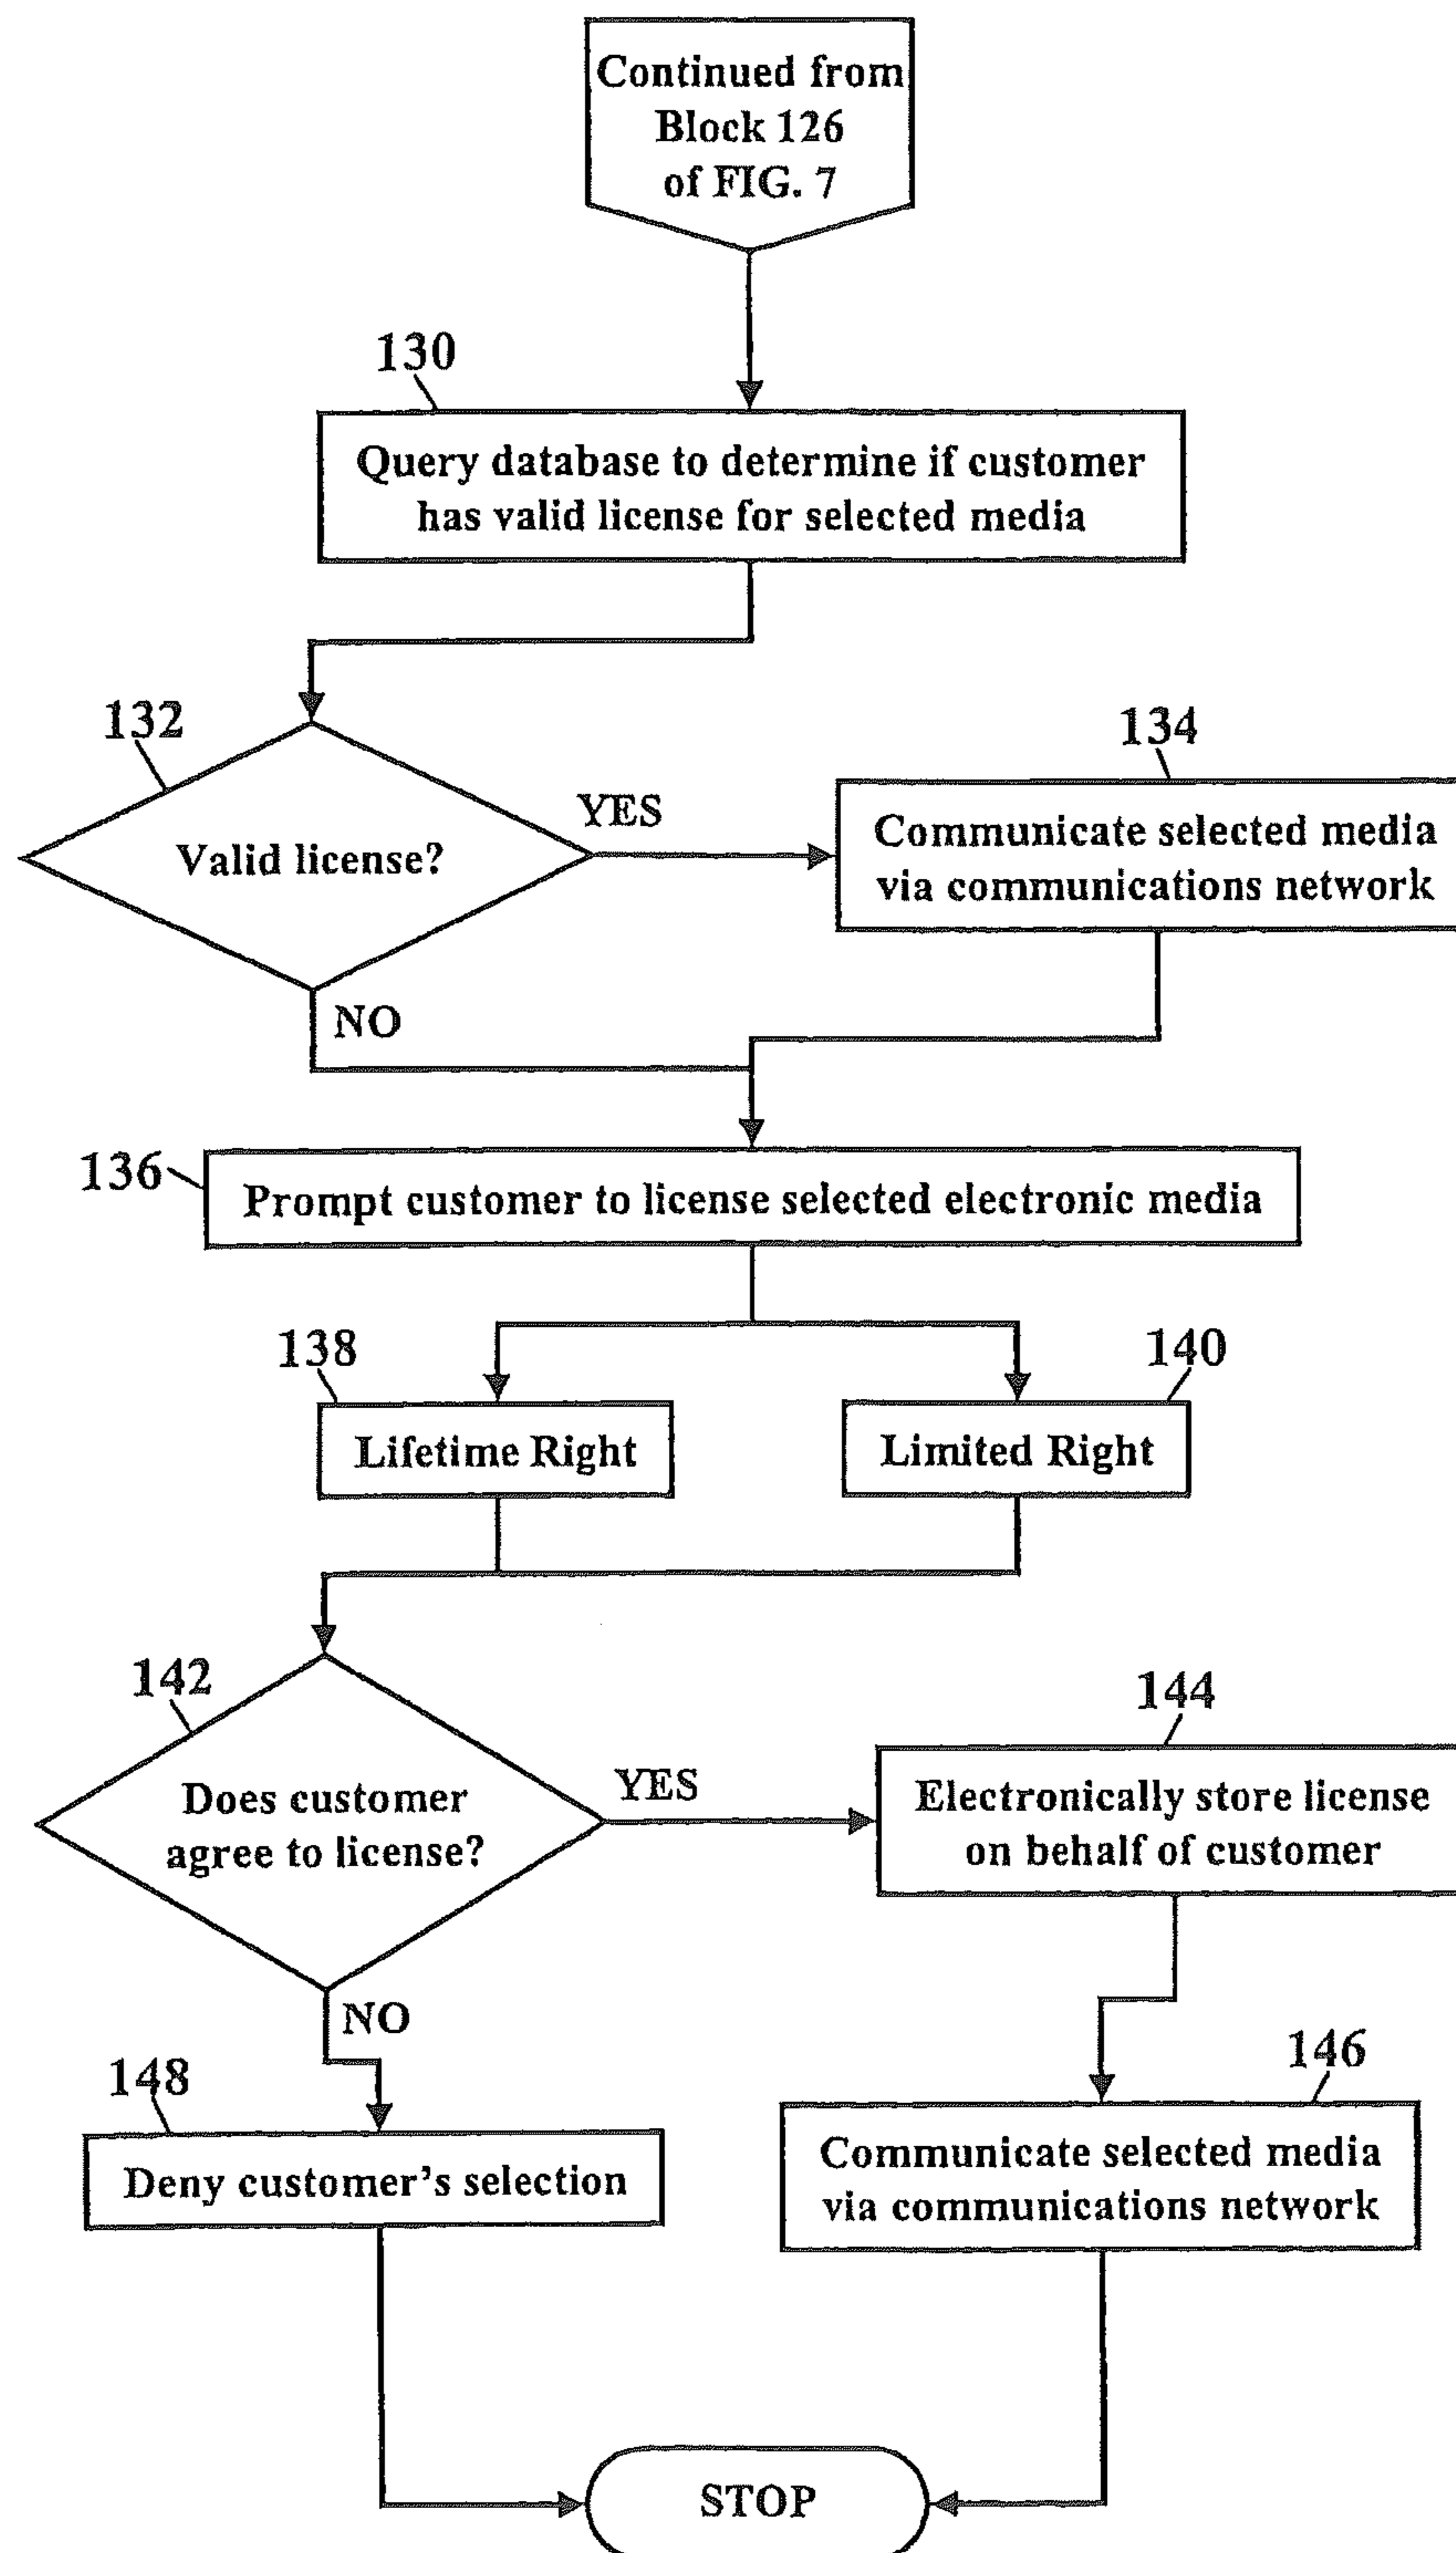 Continued from
Block 126
of FIG. 7
130
Query database to determine if customer
has valid license for selected media
132
Valid license?
YES
134
Communicate selected media
via communications network
NO
136
Prompt customer to license selected electronic media
138
Lifetime Right
140
Limited Right
142
Does customer
agree to license?
YES
144
Electronically store license
on behalf of customer
NO
148
Deny customer's selection
146
Communicate selected media
via communications network
STOP